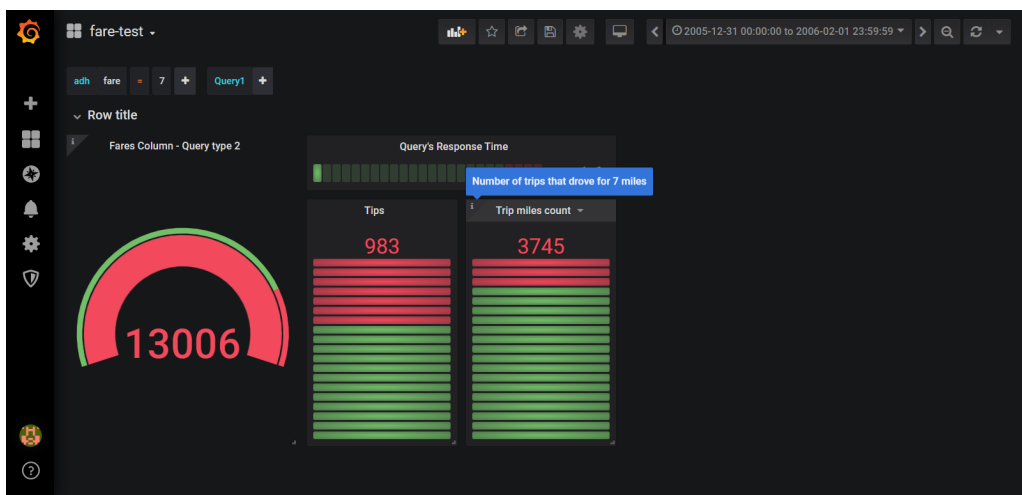 fare-test
2005-12-31 00:00:00 to 2006-02-01 23:59:59
adh fare = 7 + Query1 +
Row title
i
Fares Column - Query type 2
Query's Response Time
Number of trips that drove for 7 miles
Tips
i
Trip miles count
983
3745
13006
?